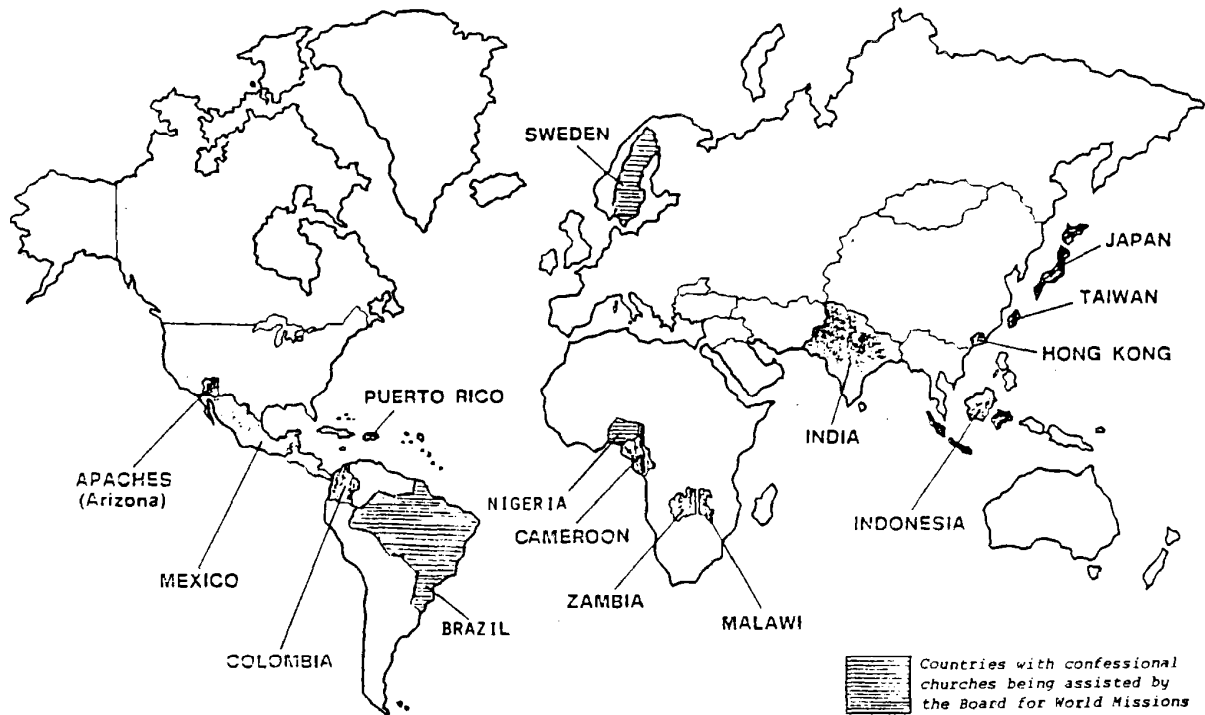 SWEDEN
JAPAN
TAIWAN
HONG KONG
PUERTO RICO
INDIA
APACHES
(Arizona)
NIGERIA
CAMEROON
INDONESIA
MEXICO
ZAMBIA
MALAWI
BRAZIL
COLOMBIA
Countries with confessional
churches being assisted by
the Board for World Missions